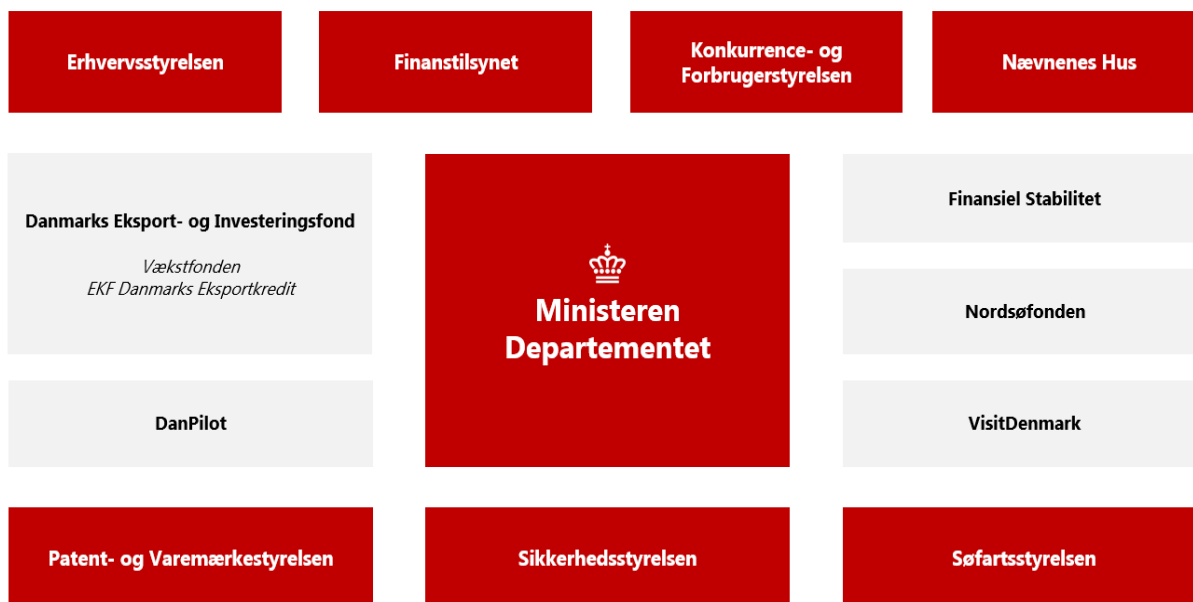 Erhvervsstyrelsen
Finanstilsynet
Konkurrence- og
Forbrugerstyrelsen
Nævnenes Hus
Danmarks Eksport- og Investeringsfond
Vækstfonden
EKF Danmarks Eksportkredit
DanPilot
Ministeren
Departementet
Finansiel Stabilitet
Nordsøfonden
VisitDenmark
Patent- og Varemærkestyrelsen
Sikkerhedsstyrelsen
Søfartsstyrelsen